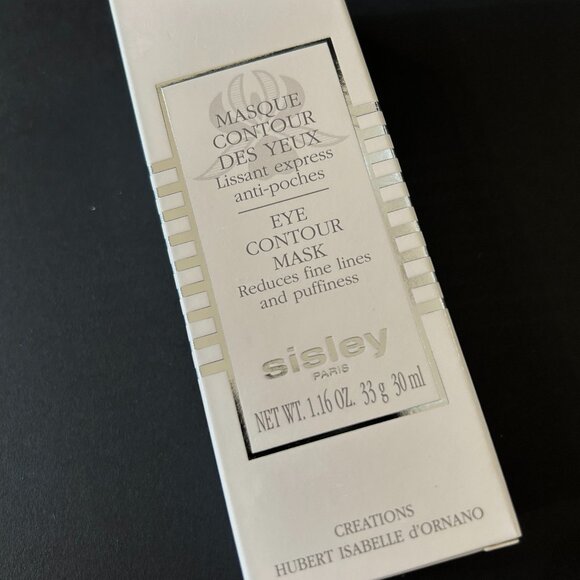 MASQUE
CONTOUR
DES YEUX
Lissant express
anti-poches
EYE
CONTOUR
MASK
Reduces fine lines
and puffiness
sisley
PARIS
NET WT. 1.16 OZ. 33 g 30 ml
CREATIONS
HUBERT ISABELLE d'ORNANO